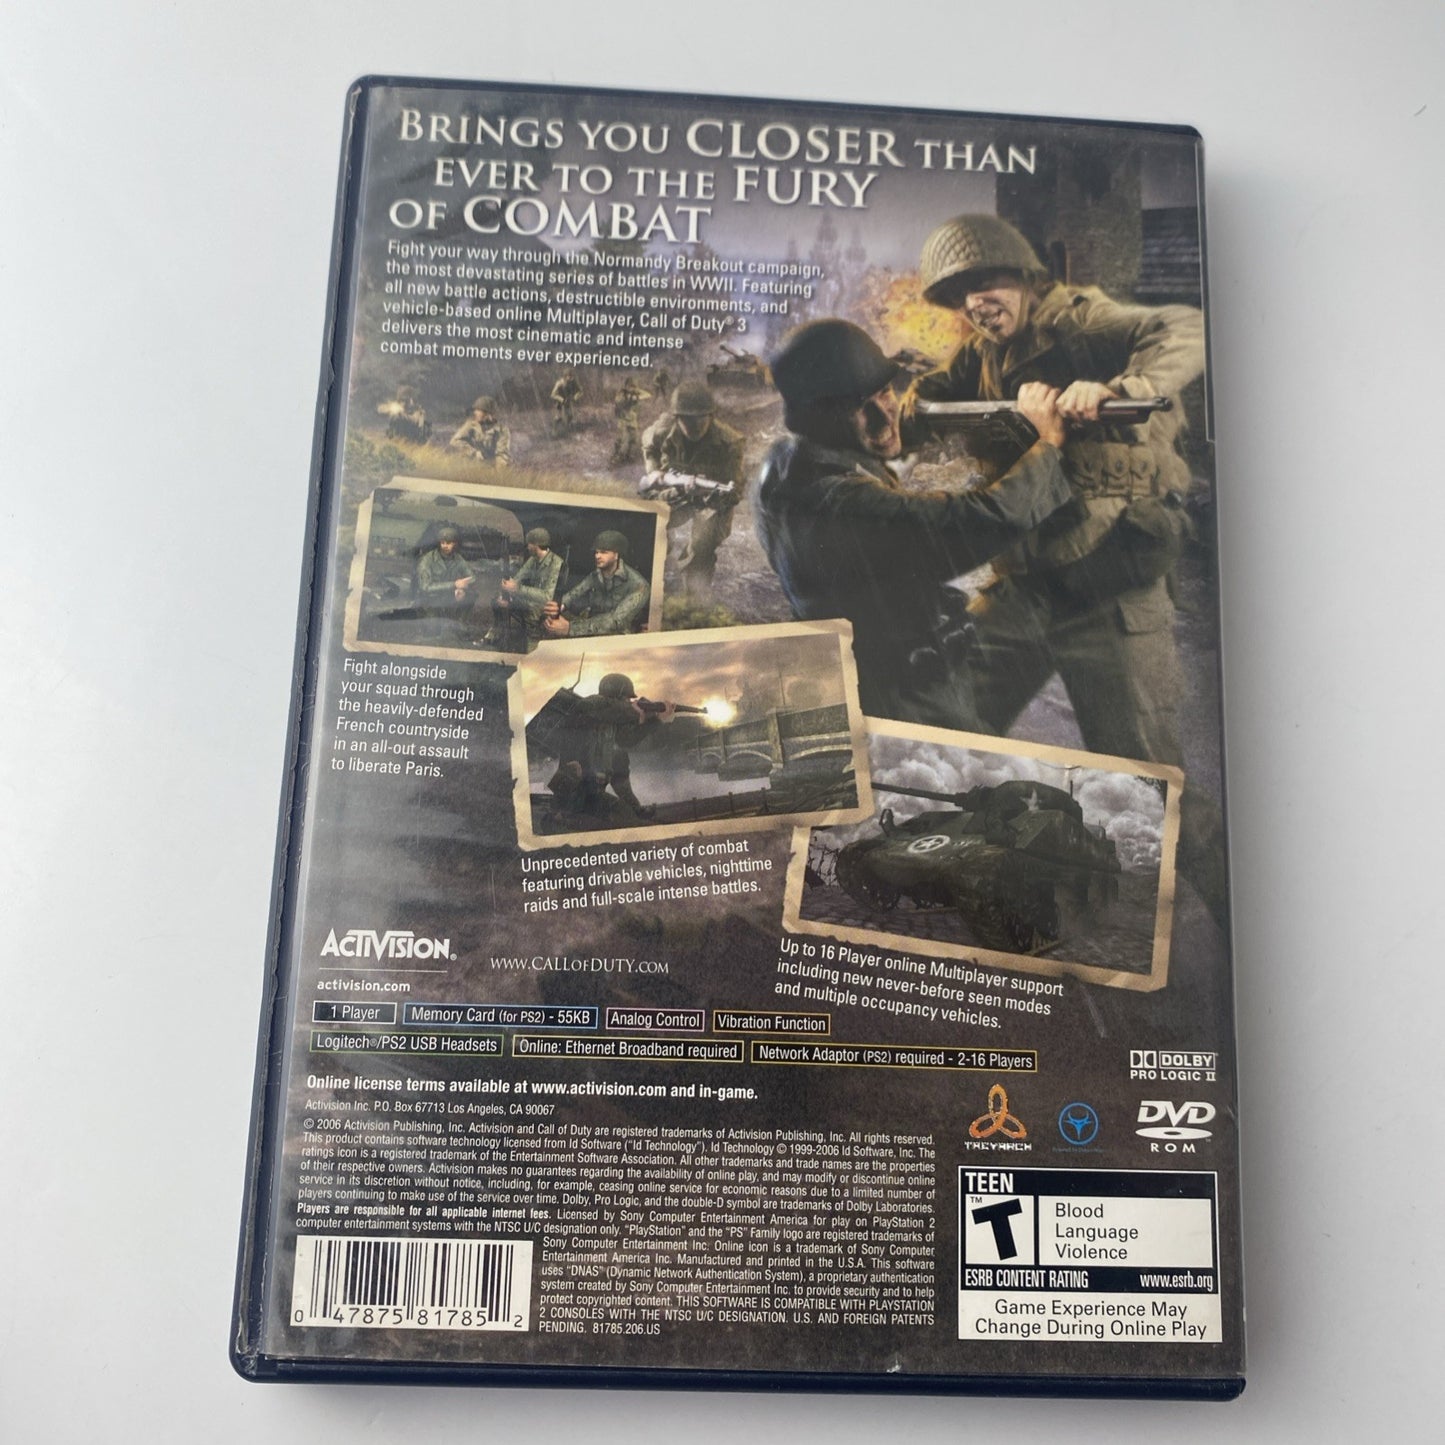 BRINGS YOU CLOSER THAN
EVER TO THE FURY
OF COMBAT
Fight your way through the Normandy Breakout campaign,
the most devastating series of battles in WWII. Featuring
all new battle actions, destructible environments, and
vehicle-based online Multiplayer, Call of Duty® 3
delivers the most cinematic and intense
combat moments ever experienced.
Fight alongside
your squad through
the heavily-defended
French countryside
in an all-out assault
to liberate Paris.
Unprecedented variety of combat
featuring drivable vehicles, nighttime
raids and full-scale intense battles.
Up to 16 Player online Multiplayer support
including new never-before seen modes
and multiple occupancy vehicles.
ACTIVISION®
activision.com
WWW.CALLOFDUTY.COM
1 Player
Memory Card (for PS2) - 55KB
Analog Control
Vibration Function
Logitech®/PS2 USB Headsets
Online: Ethernet Broadband required
Network Adaptor (PS2) required - 2-16 Players
DOLBY
PRO LOGIC II
Online license terms available at www.activision.com and in-game.
Activision Inc. P.O. Box 67713 Los Angeles, CA 90067
© 2006 Activision Publishing, Inc. Activision and Call of Duty are registered trademarks of Activision Publishing, Inc. All rights reserved.
This product contains software technology licensed from Id Software ("Id Technology"). Id Technology © 1999-2006 Id Software, Inc. The
ratings icon is a registered trademark of the Entertainment Software Association. All other trademarks and trade names are the properties
of their respective owners. Activision makes no guarantees regarding the availability of online play, and may modify or discontinue online
service in its discretion without notice, including, for example, ceasing online service for economic reasons due to a limited number of
players continuing to make use of the service over time. Dolby, Pro Logic, and the double-D symbol are trademarks of Dolby Laboratories.
Players are responsible for all applicable internet fees. Licensed by Sony Computer Entertainment America for play on PlayStation 2
computer entertainment systems with the NTSC U/C designation only. "PlayStation" and the "PS" Family logo are registered trademarks of
Sony Computer Entertainment Inc. Online icon is a trademark of Sony Computer
Entertainment America Inc. Manufactured and printed in the U.S.A. This software
uses "DNAS" (Dynamic Network Authentication System), a proprietary authentication
system created by Sony Computer Entertainment Inc. to provide security and to help
protect copyrighted content. THIS SOFTWARE IS COMPATIBLE WITH PLAYSTATION
2 CONSOLES WITH THE NTSC U/C DESIGNATION. U.S. AND FOREIGN PATENTS
PENDING. 81785.206.US
0 47875 81785 2
TREYARCH
DVD
ROM
TEEN
T
TM
Blood
Language
Violence
ESRB CONTENT RATING www.esrb.org
Game Experience May
Change During Online Play